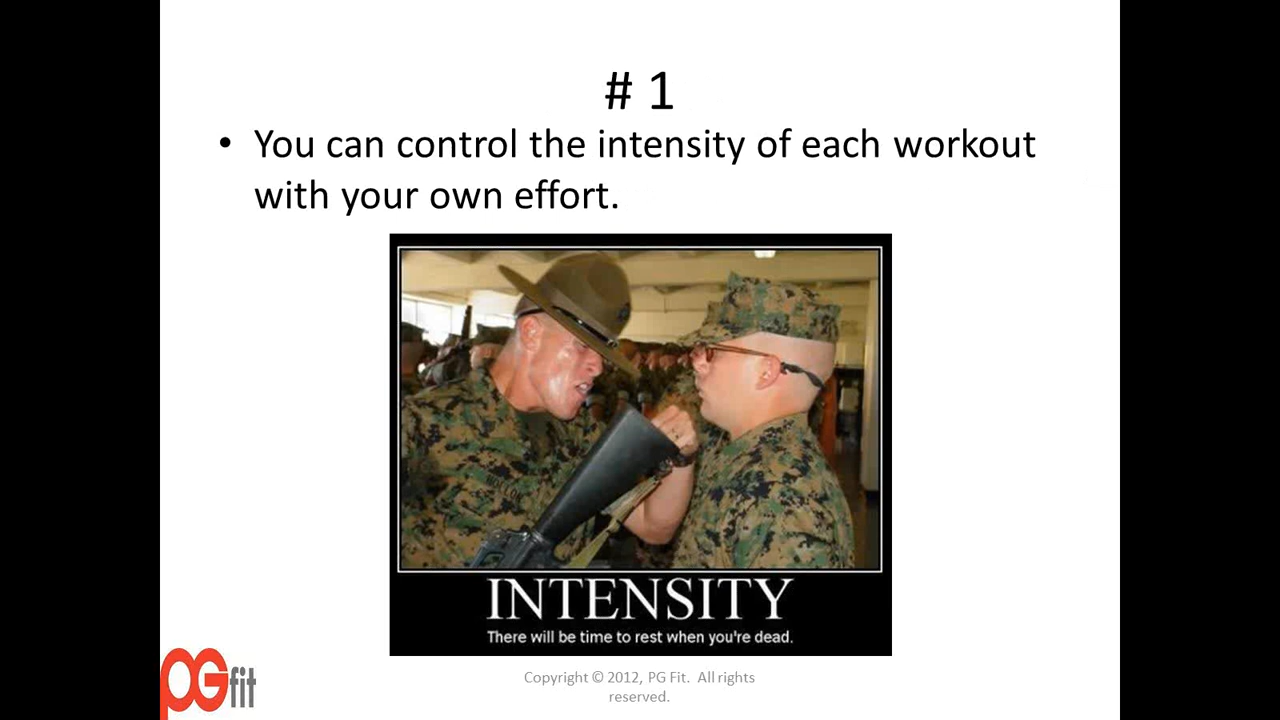 # 1
• You can control the intensity of each workout
with your own effort.
INTENSITY
There will be time to rest when you're dead.
PG fit
Copyright © 2012, PG Fit. All rights
reserved.